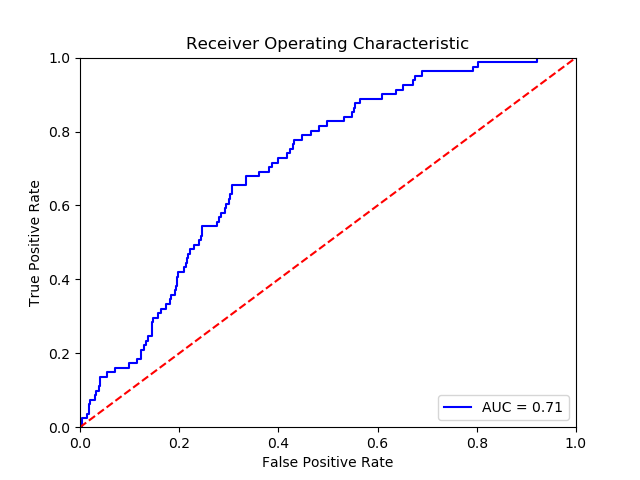 Receiver Operating Characteristic
True Positive Rate
1.0
0.8
0.6
0.4
0.2
0.0
AUC = 0.71
0.0 0.2 0.4 0.6 0.8 1.0
False Positive Rate